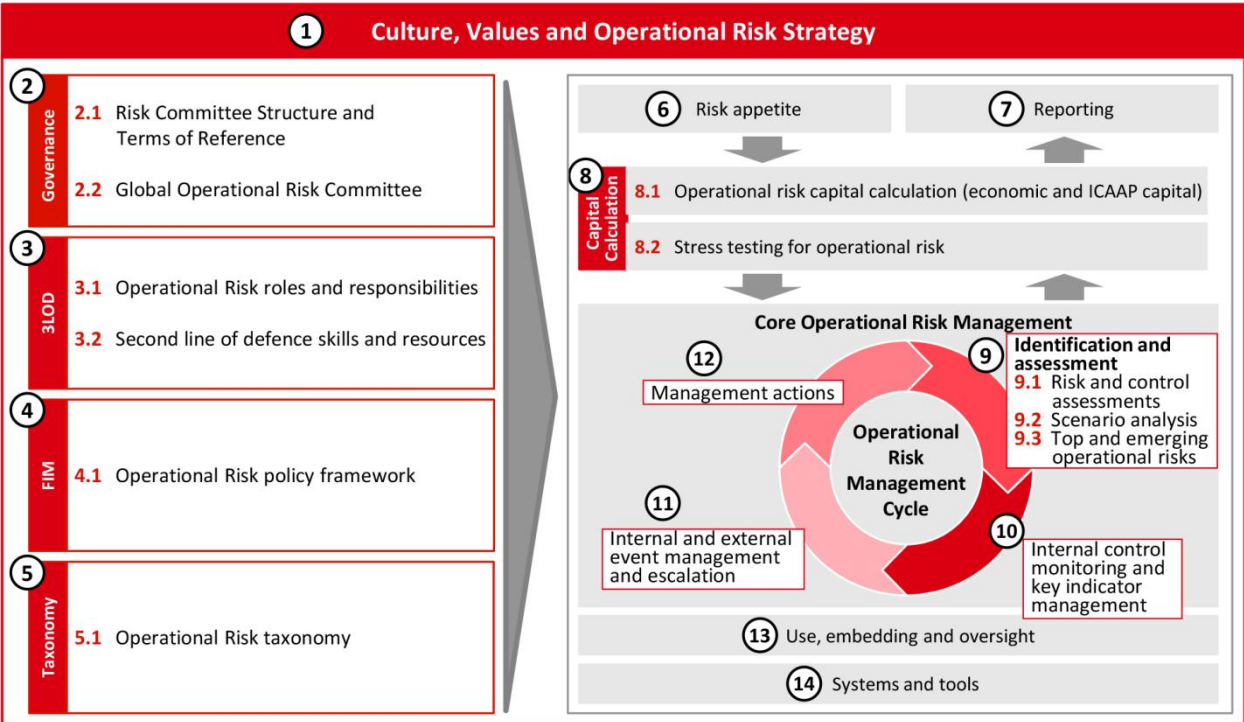 1 Culture, Values and Operational Risk Strategy
2
Governance
2.1 Risk Committee Structure and
Terms of Reference
2.2 Global Operational Risk Committee
3
3LOD
3.1 Operational Risk roles and responsibilities
3.2 Second line of defence skills and resources
4
FIM
4.1 Operational Risk policy framework
5
Taxonomy
5.1 Operational Risk taxonomy
6 Risk appetite
7 Reporting
8
Capital
Calculation
8.1 Operational risk capital calculation (economic and ICAAP capital)
8.2 Stress testing for operational risk
Core Operational Risk Management
9
Identification and
assessment
9.1 Risk and control
assessments
9.2 Scenario analysis
9.3 Top and emerging
operational risks
10
Internal control
monitoring and
key indicator
management
11
Internal and external
event management
and escalation
12
Management actions
Operational
Risk
Management
Cycle
13 Use, embedding and oversight
14 Systems and tools